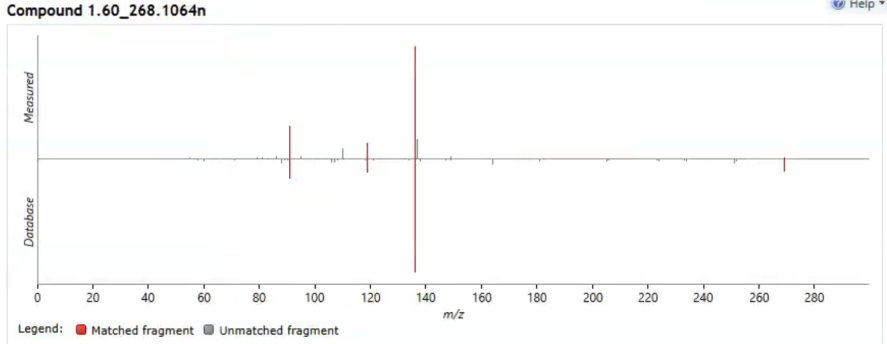 Compound 1.60_268.1064n
Help
Measured
Database
0 20 40 60 80 100 120 140 160 180 200 220 240 260 280
m/z
Legend: Matched fragment Unmatched fragment